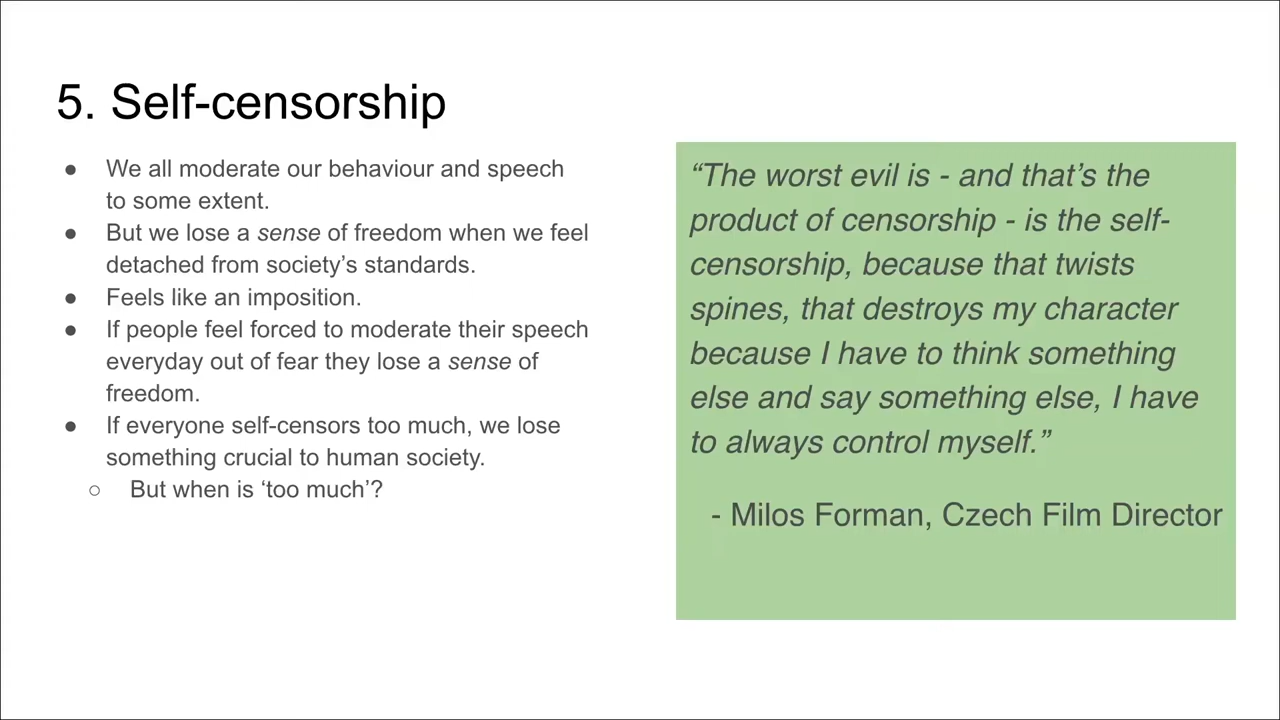 5. Self-censorship
● We all moderate our behaviour and speech
to some extent.
● But we lose a sense of freedom when we feel
detached from society’s standards.
● Feels like an imposition.
● If people feel forced to moderate their speech
everyday out of fear they lose a sense of
freedom.
● If everyone self-censors too much, we lose
something crucial to human society.
○ But when is ‘too much’?
“The worst evil is - and that’s the
product of censorship - is the self-
censorship, because that twists
spines, that destroys my character
because I have to think something
else and say something else, I have
to always control myself.”
- Milos Forman, Czech Film Director